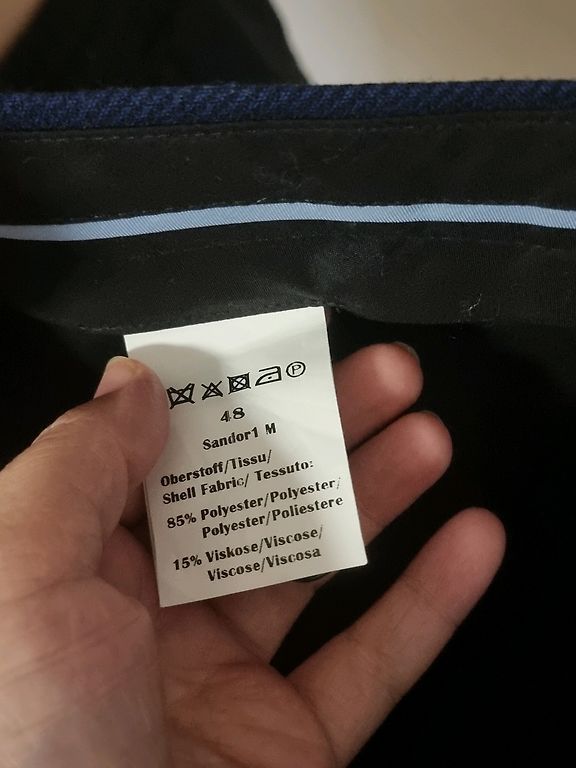 P
48
Sandor1 M
Oberstoff/Tissu/
Shell Fabric/ Tessuto:
85% Polyester/Polyester/
Polyester/Poliestere
15% Viskose/Viscose/
Viscose/Viscosa